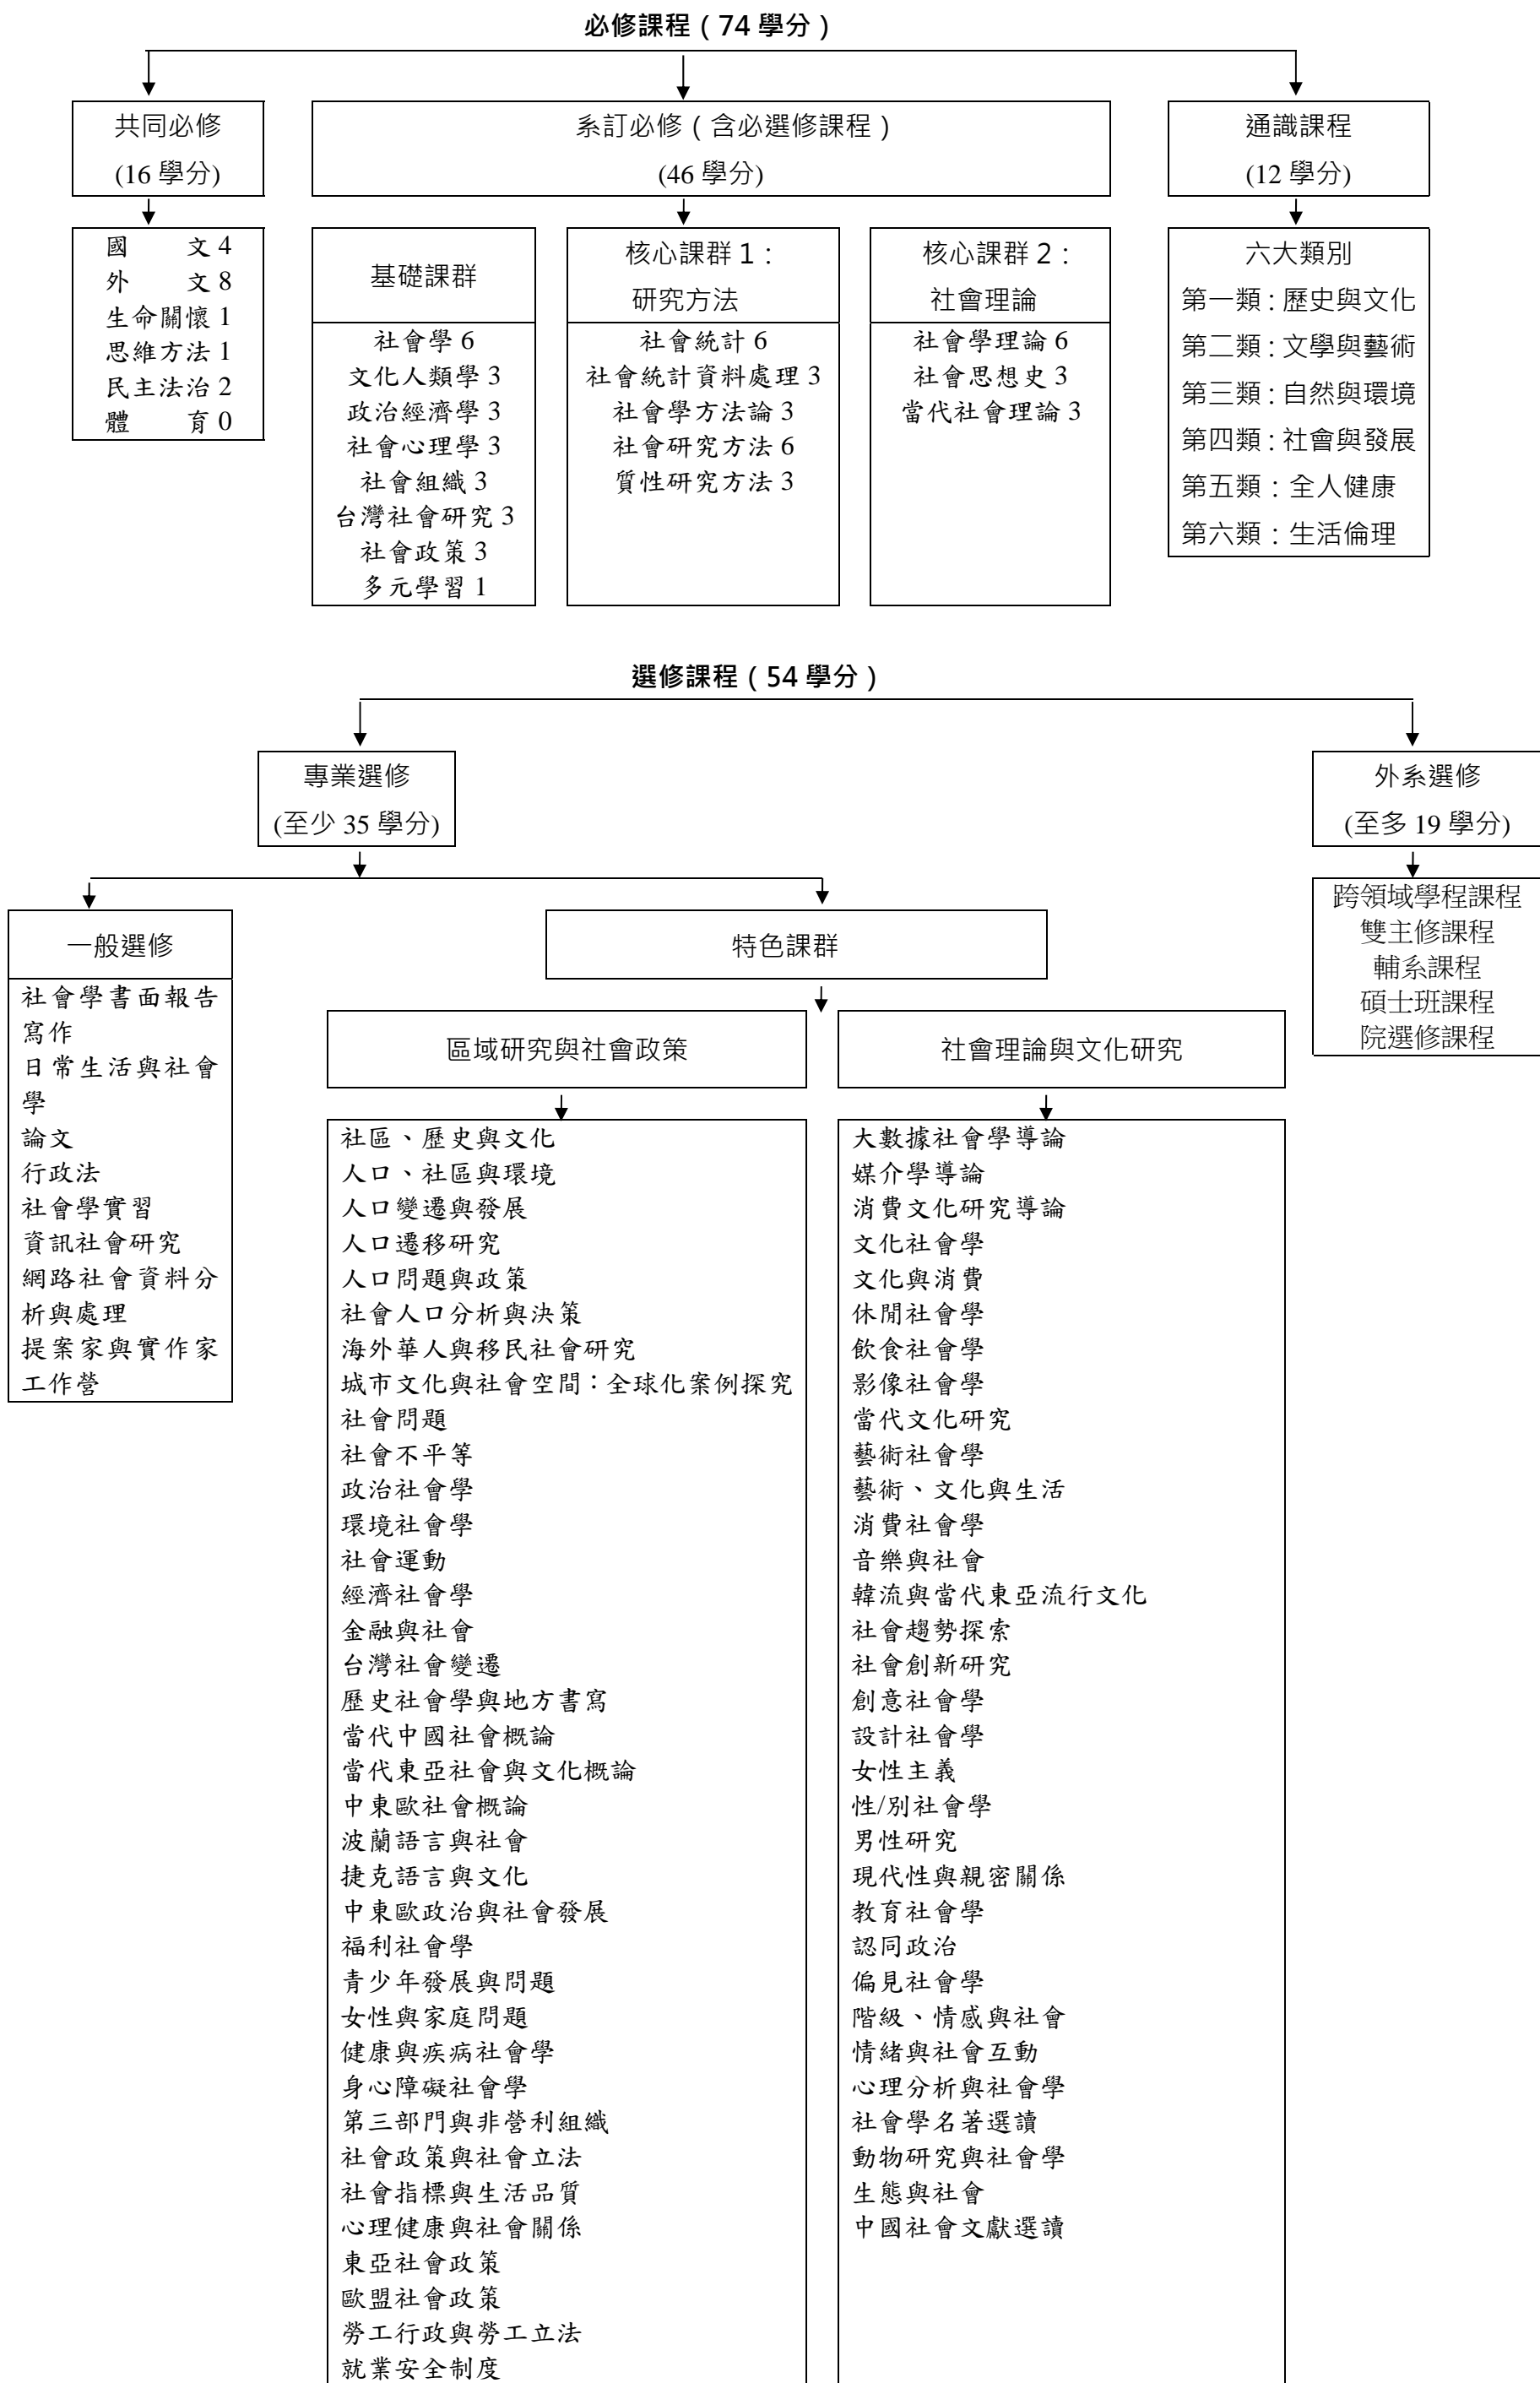 必修課程（74 學分）
共同必修
(16 學分)
系訂必修（含必選修課程）
(46 學分)
通識課程
(12 學分)
國 文 4
外 文 8
生命關懷 1
思維方法 1
民主法治 2
體 育 0
基礎課群
社會學 6
文化人類學 3
政治經濟學 3
社會心理學 3
社會組織 3
台灣社會研究 3
社會政策 3
多元學習 1
核心課群 1：
研究方法
社會統計 6
社會統計資料處理 3
社會學方法論 3
社會研究方法 6
質性研究方法 3
核心課群 2：
社會理論
社會學理論 6
社會思想史 3
當代社會理論 3
六大類別
第一類：歷史與文化
第二類：文學與藝術
第三類：自然與環境
第四類：社會與發展
第五類：全人健康
第六類：生活倫理
選修課程（54 學分）
專業選修
(至少 35 學分)
外系選修
(至多 19 學分)
跨領域學程課程
雙主修課程
輔系課程
碩士班課程
院選修課程
一般選修
社會學書面報告
寫作
日常生活與社會
學
論文
行政法
社會學實習
資訊社會研究
網路社會資料分
析與處理
提案家與實作家
工作營
特色課群
區域研究與社會政策
社區、歷史與文化
人口、社區與環境
人口變遷與發展
人口遷移研究
人口問題與政策
社會人口分析與決策
海外華人與移民社會研究
城市文化與社會空間：全球化案例探究
社會問題
社會不平等
政治社會學
環境社會學
社會運動
經濟社會學
金融與社會
台灣社會變遷
歷史社會學與地方書寫
當代中國社會概論
當代東亞社會與文化概論
中東歐社會概論
波蘭語言與社會
捷克語言與文化
中東歐政治與社會發展
福利社會學
青少年發展與問題
女性與家庭問題
健康與疾病社會學
身心障礙社會學
第三部門與非營利組織
社會政策與社會立法
社會指標與生活品質
心理健康與社會關係
東亞社會政策
歐盟社會政策
勞工行政與勞工立法
就業安全制度
社會理論與文化研究
大數據社會學導論
媒介學導論
消費文化研究導論
文化社會學
文化與消費
休閒社會學
飲食社會學
影像社會學
當代文化研究
藝術社會學
藝術、文化與生活
消費社會學
音樂與社會
韓流與當代東亞流行文化
社會趨勢探索
社會創新研究
創意社會學
設計社會學
女性主義
性/別社會學
男性研究
現代性與親密關係
教育社會學
認同政治
偏見社會學
階級、情感與社會
情緒與社會互動
心理分析與社會學
社會學名著選讀
動物研究與社會學
生態與社會
中國社會文獻選讀